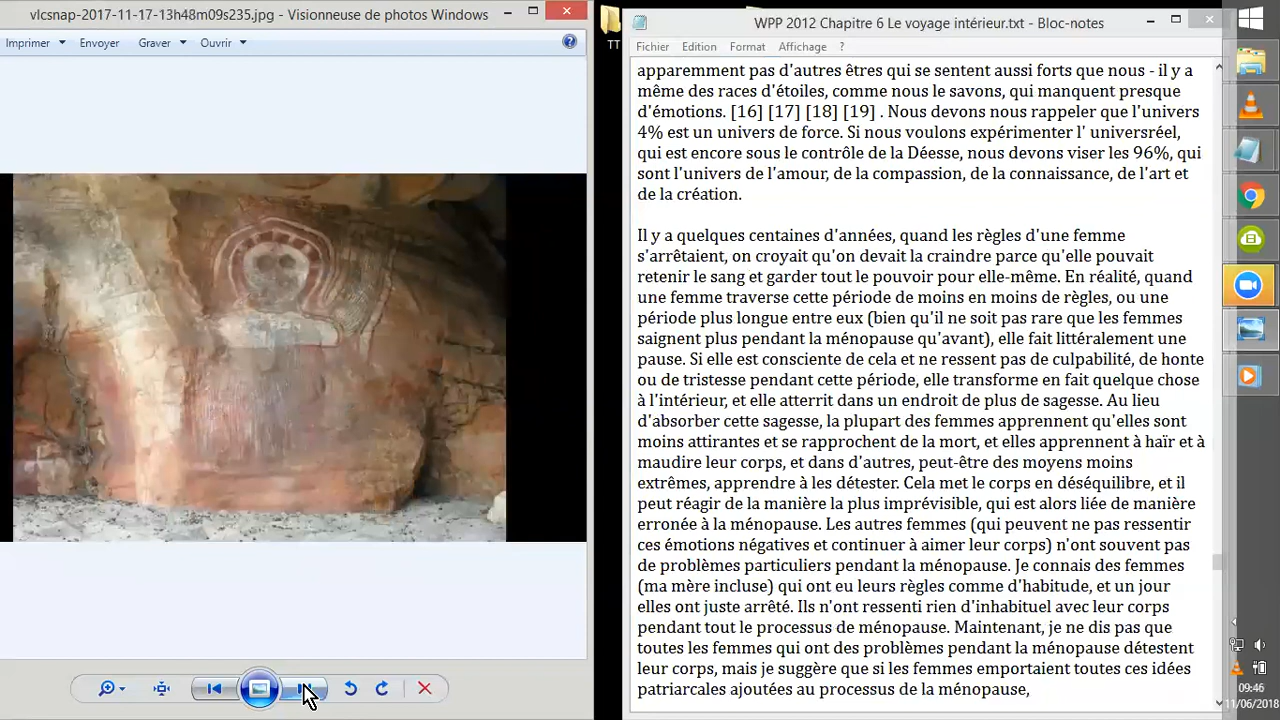 vlcsnap-2017-11-17-13h48m09s235.jpg - Visionneuse de photos Windows
Imprimer Envoyer Graver Ouvrir
TT
WPP 2012 Chapitre 6 Le voyage intérieur.txt - Bloc-notes
Fichier Edition Format Affichage ?
apparemment pas d'autres êtres qui se sentent aussi forts que nous - il y a
même des races d'étoiles, comme nous le savons, qui manquent presque
d'émotions. [16] [17] [18] [19] . Nous devons nous rappeler que l'univers
4% est un univers de force. Si nous voulons expérimenter l' universréel,
qui est encore sous le contrôle de la Déesse, nous devons viser les 96%, qui
sont l'univers de l'amour, de la compassion, de la connaissance, de l'art et
de la création.
Il y a quelques centaines d'années, quand les règles d'une femme
s'arrêtaient, on croyait qu'on devait la craindre parce qu'elle pouvait
retenir le sang et garder tout le pouvoir pour elle-même. En réalité, quand
une femme traverse cette période de moins en moins de règles, ou une
période plus longue entre eux (bien qu'il ne soit pas rare que les femmes
saignent plus pendant la ménopause qu'avant), elle fait littéralement une
pause. Si elle est consciente de cela et ne ressent pas de culpabilité, de honte
ou de tristesse pendant cette période, elle transforme en fait quelque chose
à l'intérieur, et elle atterrit dans un endroit de plus de sagesse. Au lieu
d'absorber cette sagesse, la plupart des femmes apprennent qu'elles sont
moins attirantes et se rapprochent de la mort, et elles apprennent à haïr et à
maudire leur corps, et dans d'autres, peut-être des moyens moins
extrêmes, apprendre à les détester. Cela met le corps en déséquilibre, et il
peut réagir de la manière la plus imprévisible, qui est alors liée de manière
erronée à la ménopause. Les autres femmes (qui peuvent ne pas ressentir
ces émotions négatives et continuer à aimer leur corps) n'ont souvent pas
de problèmes particuliers pendant la ménopause. Je connais des femmes
(ma mère incluse) qui ont eu leurs règles comme d'habitude, et un jour
elles ont juste arrêté. Ils n'ont ressenti rien d'inhabituel avec leur corps
pendant tout le processus de ménopause. Maintenant, je ne dis pas que
toutes les femmes qui ont des problèmes pendant la ménopause détestent
leur corps, mais je suggère que si les femmes emportaient toutes ces idées
patriarcales ajoutées au processus de la ménopause,
09:46
11/06/2018